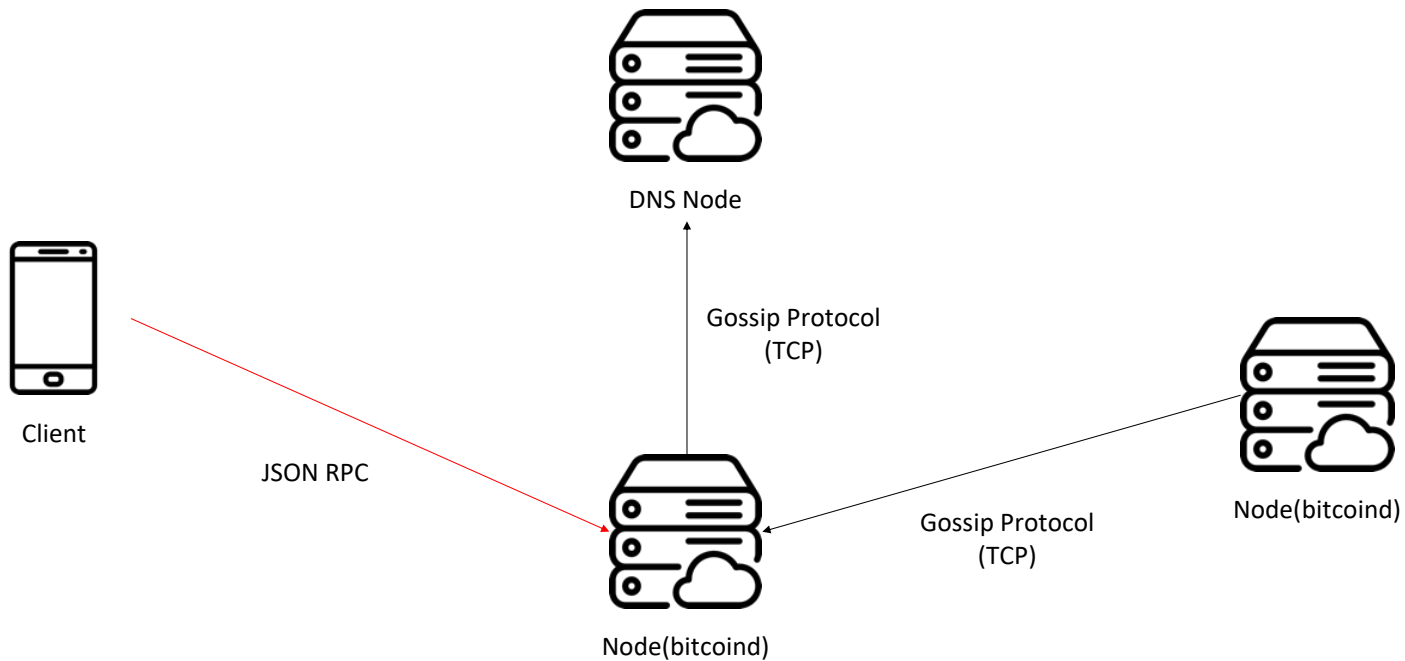 DNS Node
Gossip Protocol
(TCP)
Client
JSON RPC
Gossip Protocol
(TCP)
Node(bitcoind)
Node(bitcoind)